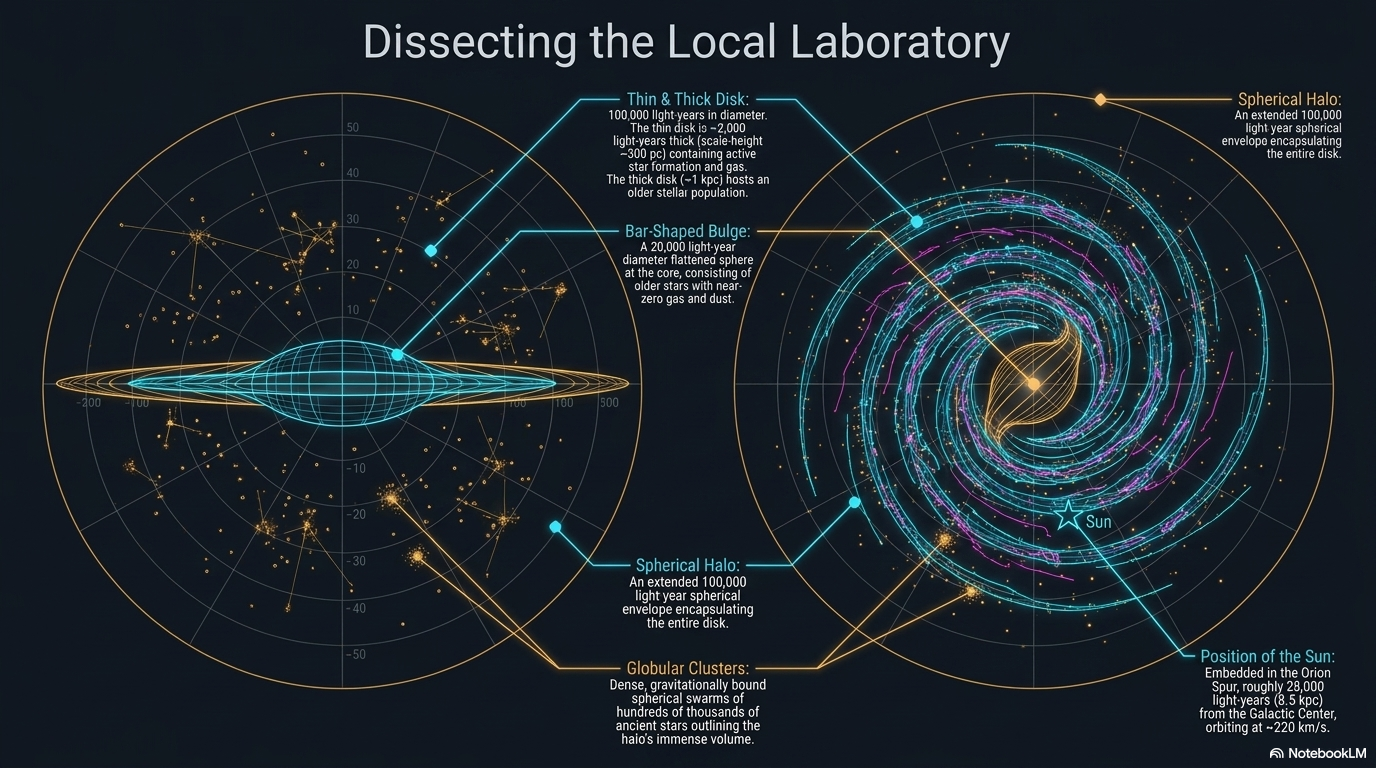 Dissecting the Local Laboratory
Thin & Thick Disk:
100,000 light-years in diameter.
The thin disk is ~2,000
light-years thick (scale-height
~300 pc) containing active
star formation and gas.
The thick disk (~1 kpc) hosts an
older stellar population.
Bar-Shaped Bulge:
A 20,000 light-year
diameter flattened sphere
at the core, consisting of
older stars with near-
zero gas and dust.
Spherical Halo:
An extended 100,000
light year spherical
envelopo encapsulating
the entire disk.
50
40
30
20
10
-200
-100
100
100
300
-10
-20
-30
-40
-50
Sun
Spherical Halo:
An extended 100,000
light year spherical
envelope encapsulating
the entire disk.
Globular Clusters:
Dense, gravitationally bound
spherical swarms of
hundreds of thousands of
ancient stars outlining the
halo's immense volume.
Position of the Sun:
Embedded in the Orion
Spur, roughly 28,000
light-years (8.5 kpc)
from the Galactic Center,
orbiting at ~220 km/s.
NotebookLM